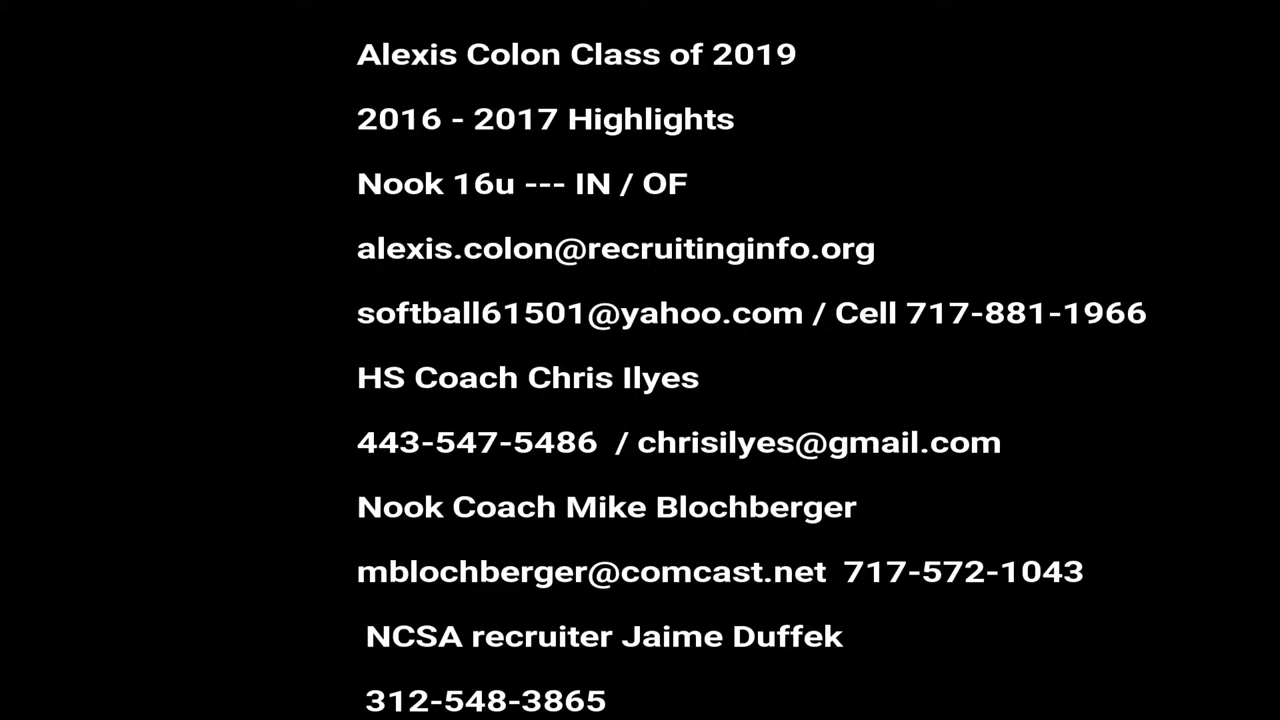 Alexis Colon Class of 2019
2016 - 2017 Highlights
Nook 16u --- IN / OF
alexis.colon@recruitinginfo.org
softball61501@yahoo.com / Cell 717-881-1966
HS Coach Chris Ilyes
443-547-5486 / chrisilyes@gmail.com
Nook Coach Mike Blochberger
mblochberger@comcast.net 717-572-1043
NCSA recruiter Jaime Duffek
312-548-3865